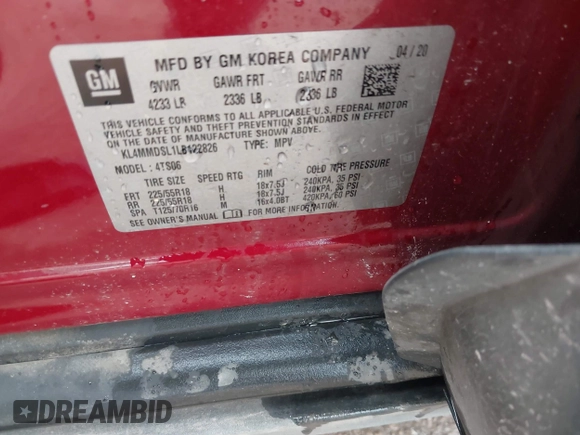 GM
MFD BY GM KOREA COMPANY 04/20
GVWR GAWR FRT GAWR RR
4233 LB 2336 LB 2336 LB
THIS VEHICLE CONFORMS TO ALL APPLICABLE U.S. FEDERAL MOTOR
VEHICLE SAFETY AND THEFT PREVENTION STANDARDS IN EFFECT
ON THE DATE OF MANUFACTURE SHOWN ABOVE.
KL4MMDSL1LB122826 TYPE: MPV
MODEL: 4TS06
TIRE SIZE SPEED RTG RIM COLD TIRE PRESSURE
FRT 225/55R18 H 18x7.5J 240KPA, 35 PSI
RR 225/55R18 H 18x7.5J 240KPA, 35 PSI
SPA T125/70R16 M 16x4.0BT 420KPA, 60 PSI
SEE OWNER'S MANUAL FOR MORE INFORMATION.
DREAMBID